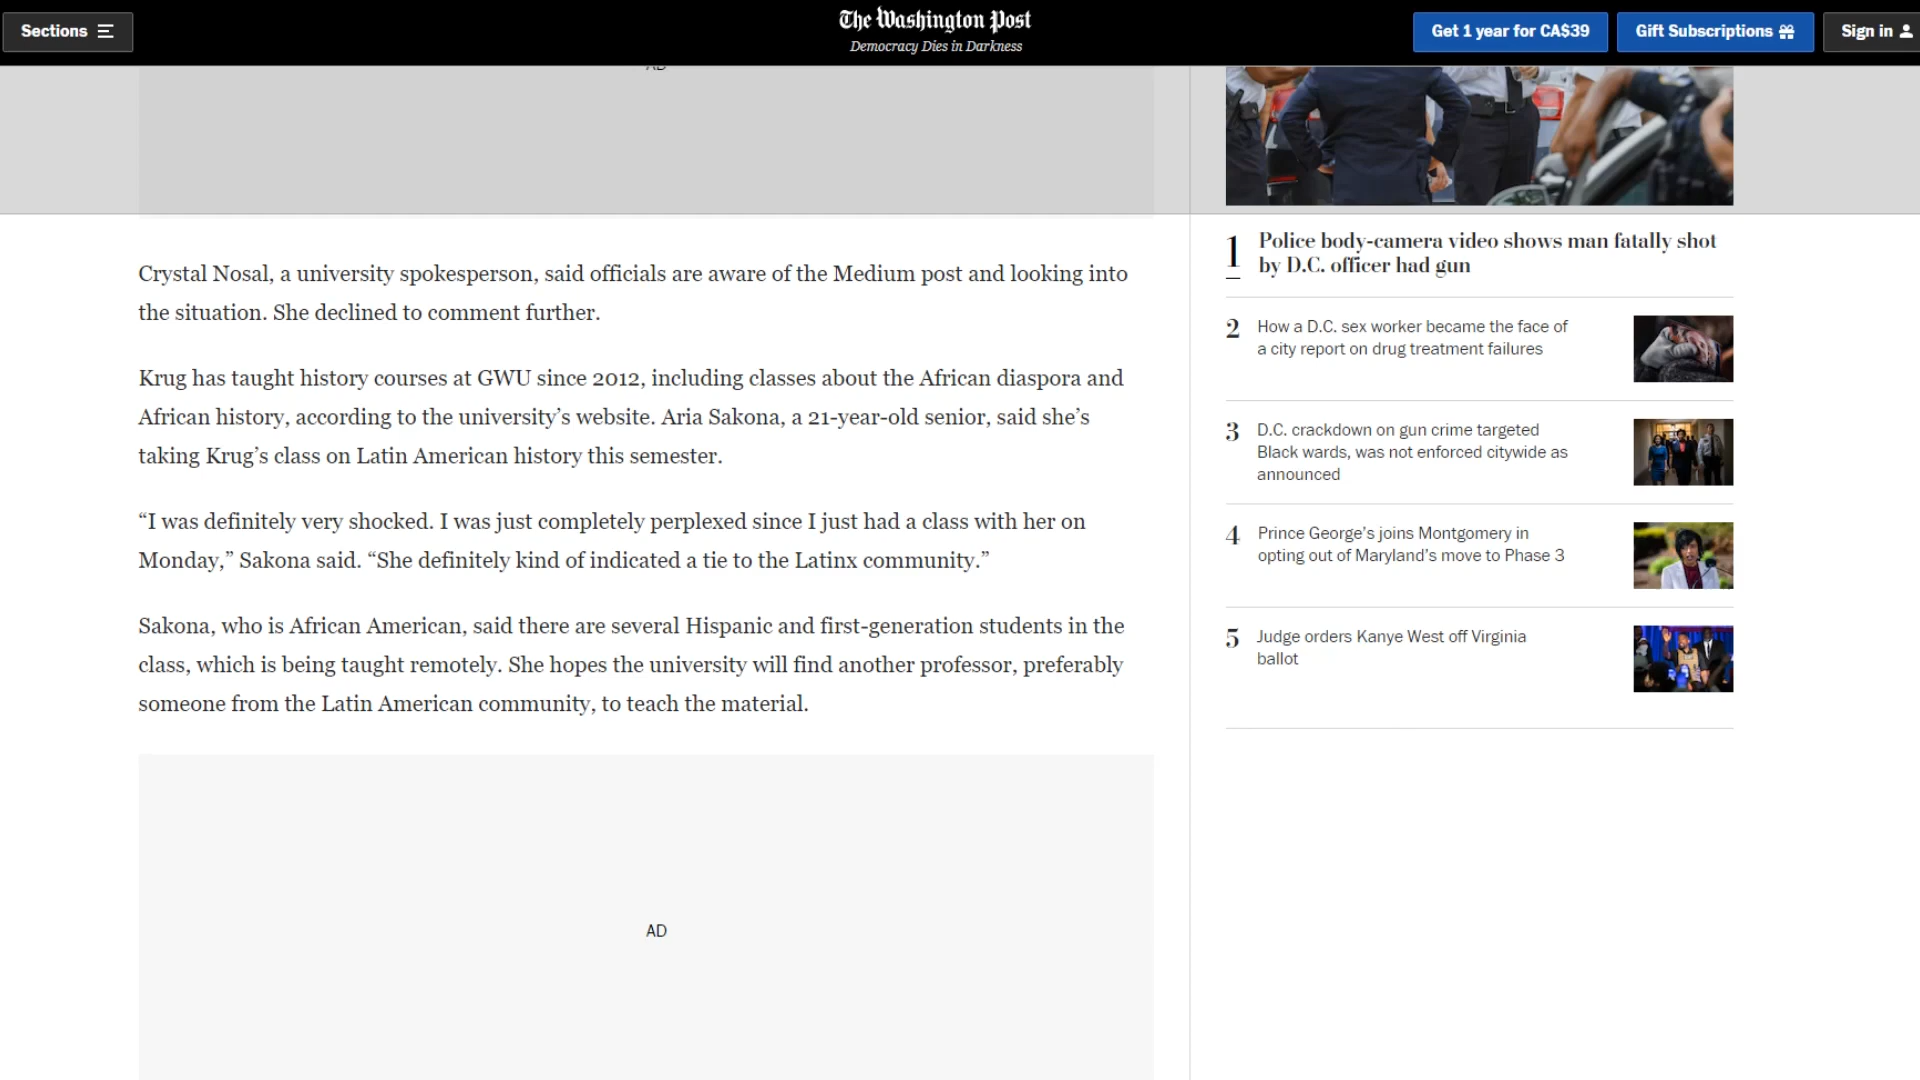 Sections
The Washington Post
Democracy Dies in Darkness
Get 1 year for CA$39
Gift Subscriptions
Sign in
AD
Crystal Nosal, a university spokesperson, said officials are aware of the Medium post and looking into
the situation. She declined to comment further.
Krug has taught history courses at GWU since 2012, including classes about the African diaspora and
African history, according to the university’s website. Aria Sakona, a 21-year-old senior, said she’s
taking Krug’s class on Latin American history this semester.
“I was definitely very shocked. I was just completely perplexed since I just had a class with her on
Monday,” Sakona said. “She definitely kind of indicated a tie to the Latinx community.”
Sakona, who is African American, said there are several Hispanic and first-generation students in the
class, which is being taught remotely. She hopes the university will find another professor, preferably
someone from the Latin American community, to teach the material.
AD
1
Police body-camera video shows man fatally shot
by D.C. officer had gun
2
How a D.C. sex worker became the face of
a city report on drug treatment failures
3
D.C. crackdown on gun crime targeted
Black wards, was not enforced citywide as
announced
4
Prince George’s joins Montgomery in
opting out of Maryland’s move to Phase 3
5
Judge orders Kanye West off Virginia
ballot